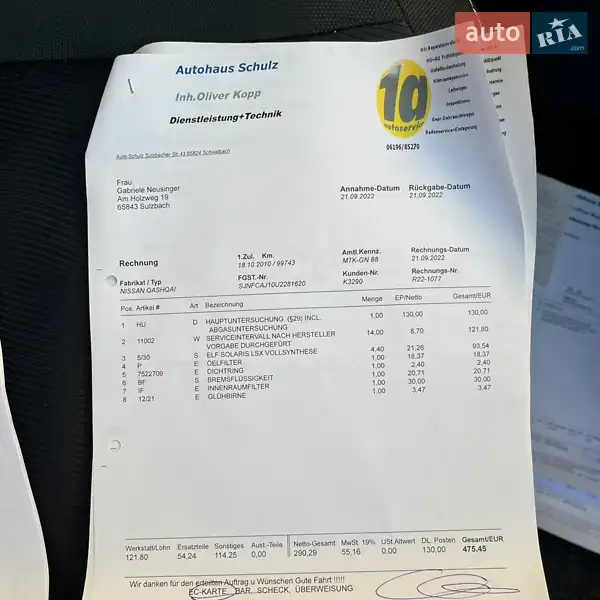 auto RIA .com
Autohaus Schulz
Inh.Oliver Kopp
Dienstleistung+Technik
1a
autoservice
06196/85270
Inspektionen
Reifenservice+Einlagerung
Auto-Schulz Sulzbacher Str.43 65824 Schwalbach
Frau
Gabriele Neusinger
Am Holzweg 19
65843 Sulzbach
Annahme-Datum Rückgabe-Datum
21.09.2022 21.09.2022
Rechnung
1.Zul. Km. Amtl.Kennz. Rechnungs-Datum
18.10.2010 / 99743 MTK-GN 88 21.09.2022
Fabrikat / Typ FGST.-Nr. Kunden-Nr. Rechnungs-Nr.
NISSAN QASHQAI SJNFCAJ10U2281620 K3290 R22-1077
Pos. Artikel # Art Bezeichnung Menge EP/Netto Gesamt/EUR
1 HU D HAUPTUNTERSUCHUNG (§29) INCL. 1,00 130,00 130,00
ABGASUNTERSUCHUNG
2 11002 W SERVICEINTERVALL NACH HERSTELLER 14,00 8,70 121,80
VORGABE DURCHGEFÜRT
3 5/30 S ELF SOLARIS LSX VOLLSYNTHESE 4,40 21,26 93,54
4 P E OELFILTER 1,00 18,37 18,37
5 7522709 E DICHTRING 1,00 2,40 2,40
6 BF S BREMSFLÜSSIGKEIT 1,00 20,71 20,71
7 IF E INNENRAUMFILTER 1,00 30,00 30,00
8 12/21 E GLÜHBIRNE 1,00 3,47 3,47
Werkstatt/Lohn Ersatzteile Sonstiges Aust.-Teile Netto-Gesamt MwSt. 19% USt.Altwert DL. Posten Gesamt/EUR
121,80 54,24 114,25 0,00 290,29 55,16 0,00 130,00 475,45
Wir danken für den erteilten Auftrag u Wünschen Gute Fahrt !!!!!
EC-KARTE, BAR, SCHECK, ÜBERWEISUNG